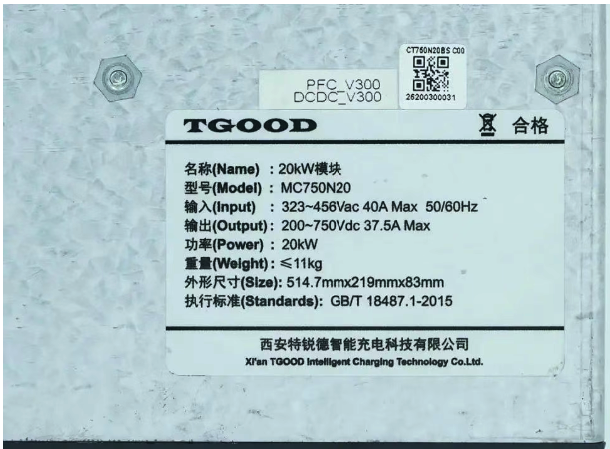 CT750N20BS C00
PFC_V300
DCDC_V300
26200300031
TGOOD 合格
名称(Name) : 20kW模块
型号(Model) : MC750N20
输入(Input) : 323~456Vac 40A Max 50/60Hz
输出(Output) : 200~750Vdc 37.5A Max
功率(Power) : 20kW
重量(Weight) : ≤11kg
外形尺寸(Size): 514.7mmx219mmx83mm
执行标准(Standards): GB/T 18487.1-2015
西安特锐德智能充电科技有限公司
Xi'an TGOOD Intelligent Charging Technology Co.Ltd.